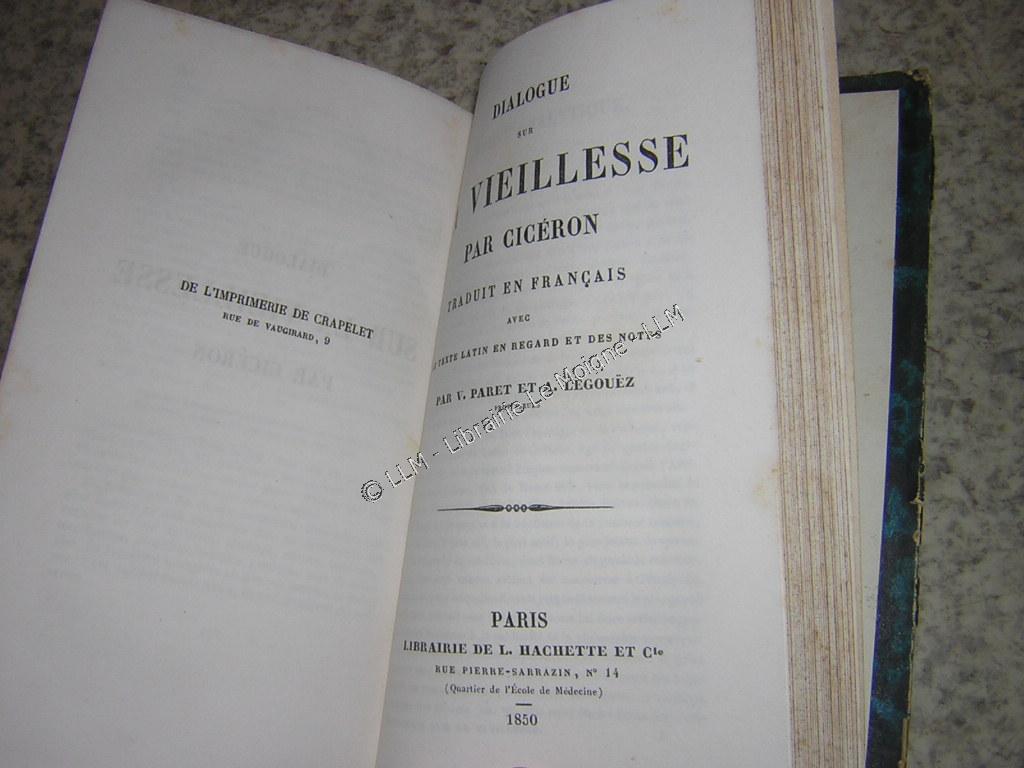 DE L'IMPRIMERIE DE CRAPELET
RUE DE VAUGIRARD, 9
DIALOGUE
SUR
VIEILLESSE
PAR CICÉRON
TRADUIT EN FRANÇAIS
AVEC
TEXTE LATIN EN REGARD ET DES NOTES
PAR V. PARET ET A. LEGOUËZ
PARIS
LIBRAIRIE DE L. HACHETTE ET Cie
RUE PIERRE-SARRAZIN, N° 14
(Quartier de l'École de Médecine)
1850
© LLM - Librairie Le Moigne - LLM